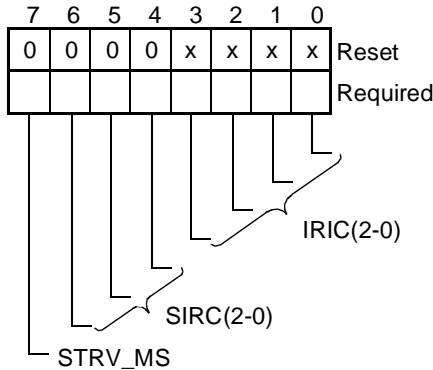 7 6 5 4 3 2 1 0
0 0 0 0 x x x x Reset
Required
IRIC(2-0)
SIRC(2-0)
STRV_MS